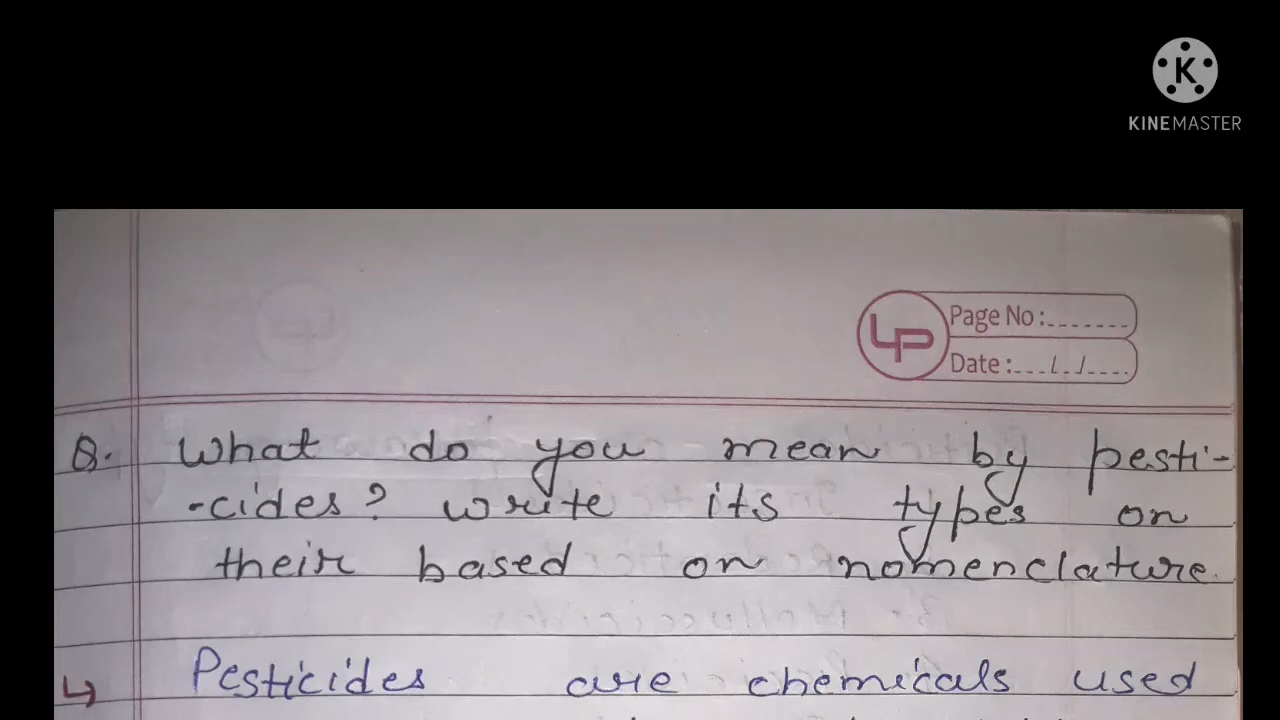 KINEMASTER
LP
Page No :.......
Date :.../../....
Q. What do you mean by pesti-
-cides? write its types on
their based on nomenclature.
↳ Pesticides are chemicals used